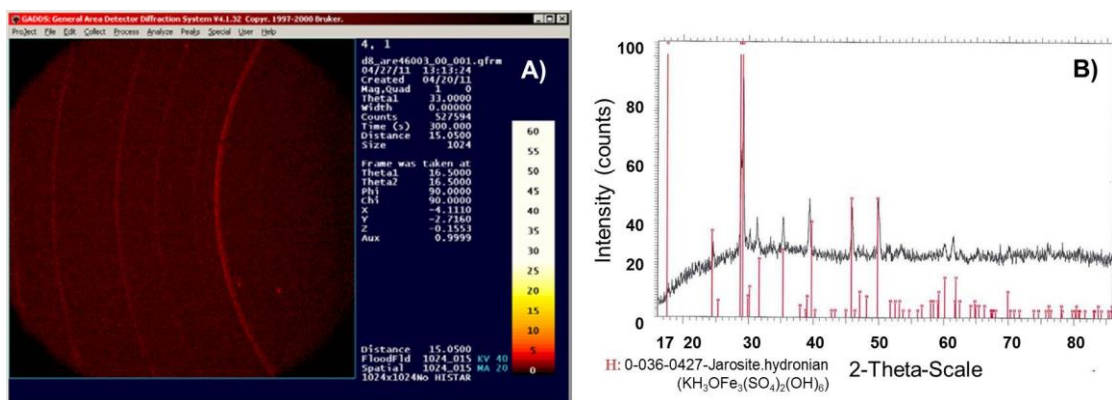 GADDS: General Area Detector Diffraction System V4.1.32 Copyr. 1997-2000 Bruker.
Project File Edit Collect Process Analyze Peaks Special User Help
A)
4, 1
d8_are46003_00_001.gfrm
04/27/11 13:13:24
Created 04/20/11
Mag,Quad 1 0
Theta1 33.0000
Width 0.00000
Counts 527594
Time (s) 300.000
Distance 15.0500
Size 1024
Frame was taken at
Theta1 16.5000
Theta2 16.5000
Phi 90.0000
Chi 90.0000
X -4.1110
Y -2.7160
Z -0.1553
Aux 0.9999
60
55
50
45
40
35
30
25
20
15
10
5
0
Distance 15.0500
FloodFld 1024_015 KV 40
Spatial 1024_015 MA 20
1024x1024No HISTAR
B)
Intensity (counts)
100
80
60
40
20
0
17 20 30 40 50 60 70 80
2-Theta-Scale
H: 0-036-0427-Jarosite.hydronian
(KH₃OFe₃(SO₄)₂(OH)₆)